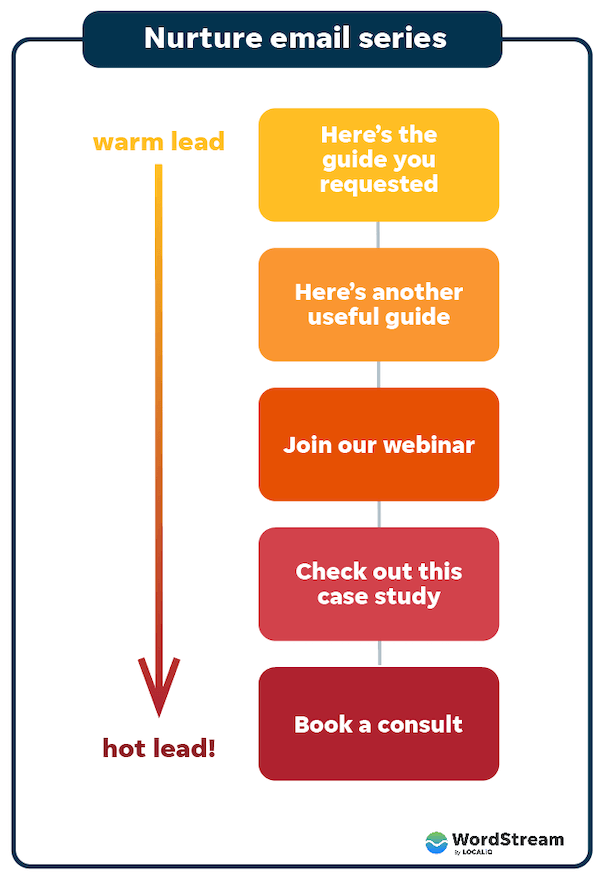 Nurture email series
warm lead
Here's the
guide you
requested
Here's another
useful guide
Join our webinar
Check out this
case study
Book a consult
hot lead!
WordStream
by LOCALiQ